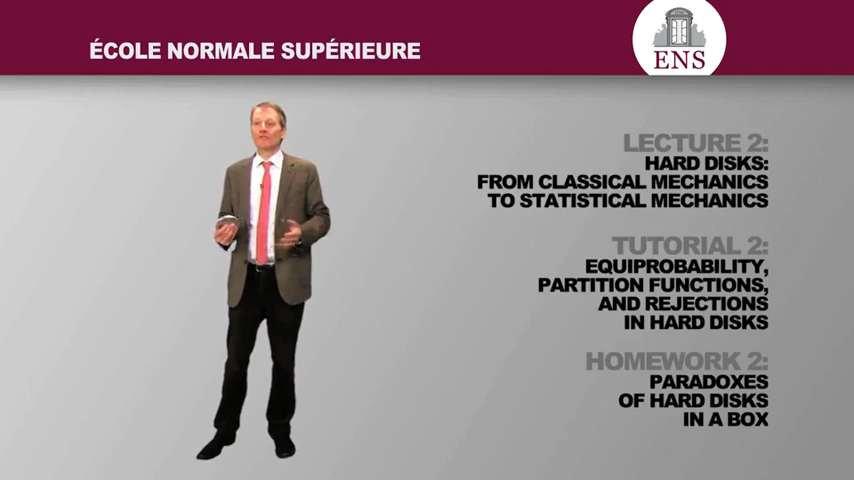 ÉCOLE NORMALE SUPÉRIEURE
ENS
LECTURE 2:
HARD DISKS:
FROM CLASSICAL MECHANICS
TO STATISTICAL MECHANICS
TUTORIAL 2:
EQUIPROBABILITY,
PARTITION FUNCTIONS,
AND REJECTIONS
IN HARD DISKS
HOMEWORK 2:
PARADOXES
OF HARD DISKS
IN A BOX